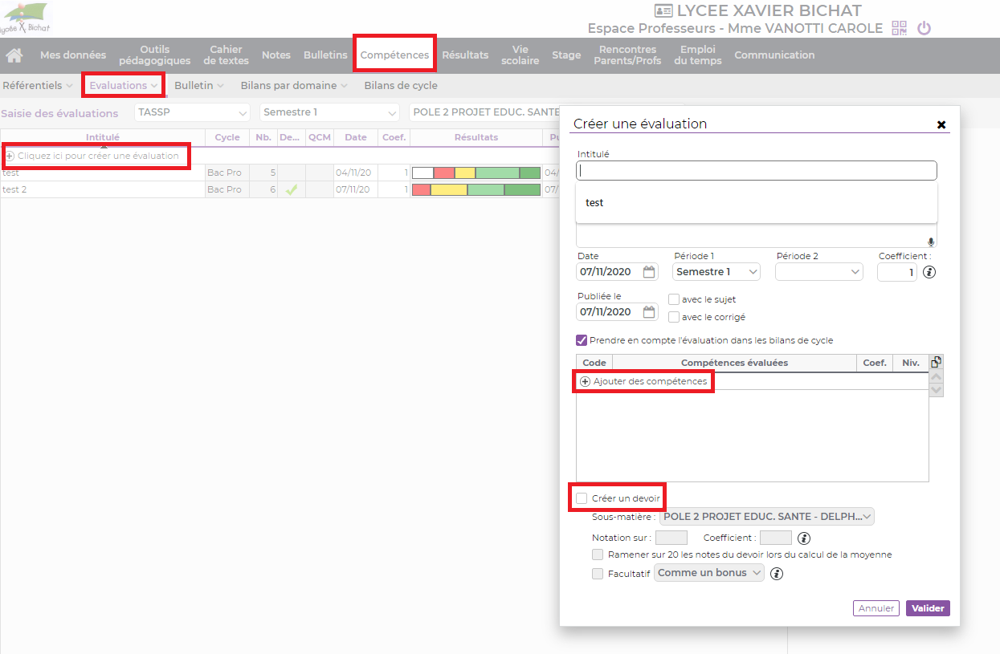 lycée X Bichat
LYCEE XAVIER BICHAT
Espace Professeurs - Mme VANOTTI CAROLE
Mes données
Outils pédagogiques
Cahier de textes
Notes
Bulletins
Compétences
Résultats
Vie scolaire
Stage
Rencontres Parents/Profs
Emploi du temps
Communication
Référentiels
Evaluations
Bulletin
Bilans par domaine
Bilans de cycle
Saisie des évaluations
TASSP
Semestre 1
POLE 2 PROJET EDUC. SANTE
Intitulé Cycle Nb. De... QCM Date Coef. Résultats
Cliquez ici pour créer une évaluation
test Bac Pro 5 04/11/20 1 04/
test 2 Bac Pro 6 07/11/20 1 07/
Créer une évaluation
Intitulé
test
Date Période 1 Période 2 Coefficient :
07/11/2020 Semestre 1 1
Publiée le
07/11/2020
avec le sujet
avec le corrigé
Prendre en compte l'évaluation dans les bilans de cycle
Code Compétences évaluées Coef. Niv.
Ajouter des compétences
Créer un devoir
Sous-matière : POLE 2 PROJET EDUC. SANTE - DELPH...
Notation sur : Coefficient :
Ramener sur 20 les notes du devoir lors du calcul de la moyenne
Facultatif Comme un bonus
Annuler Valider